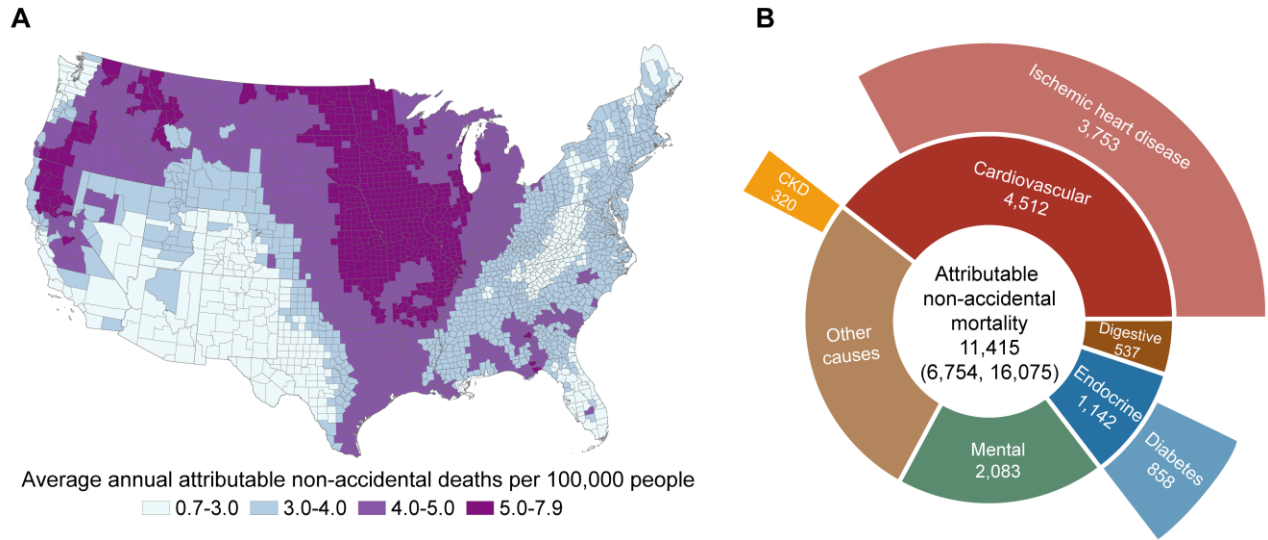 A
Average annual attributable non-accidental deaths per 100,000 people
0.7-3.0 3.0-4.0 4.0-5.0 5.0-7.9
B
Ischemic heart disease
3,753
CKD
320
Cardiovascular
4,512
Attributable
non-accidental
mortality
11,415
(6,754, 16,075)
Other
causes
Digestive
537
Endocrine
1,142
Diabetes
858
Mental
2,083